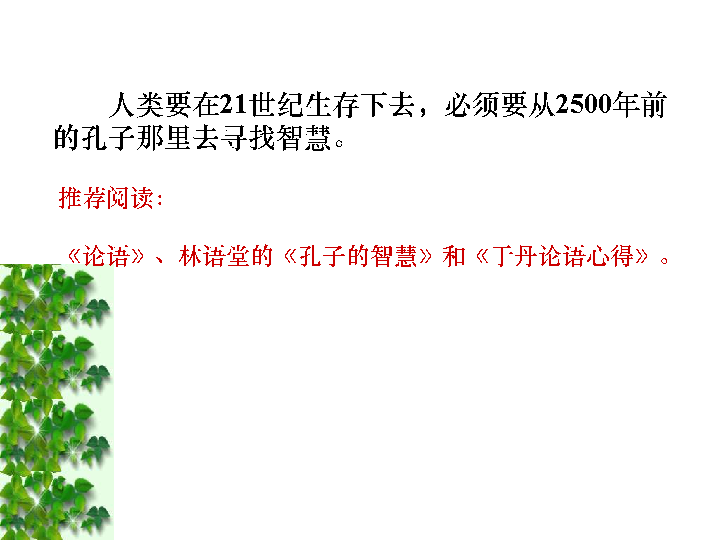 人类要在21世纪生存下去，必须要从2500年前
的孔子那里去寻找智慧。
推荐阅读：
《论语》、林语堂的《孔子的智慧》和《于丹论语心得》。